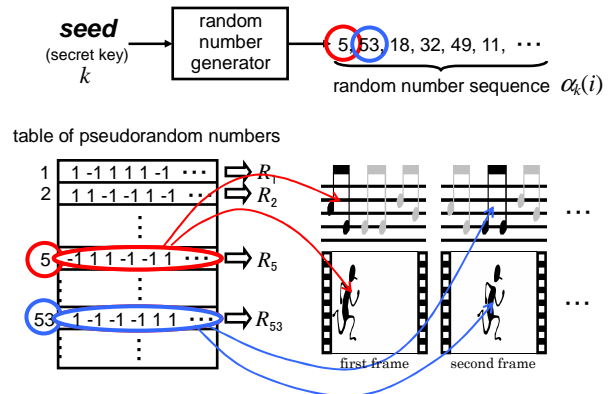 seed
(secret key)
k
random
number
generator
5, 53, 18, 32, 49, 11, ···
random number sequence αₖ(i)
table of pseudorandom numbers
1 1 -1 1 1 1 -1 ··· R₁
2 1 1 -1 -1 1 -1 ··· R₂
⋮
5 -1 1 1 -1 -1 1 ··· R₅
⋮
53 1 -1 -1 -1 1 1 ··· R₅₃
⋮
···
···
first frame
second frame